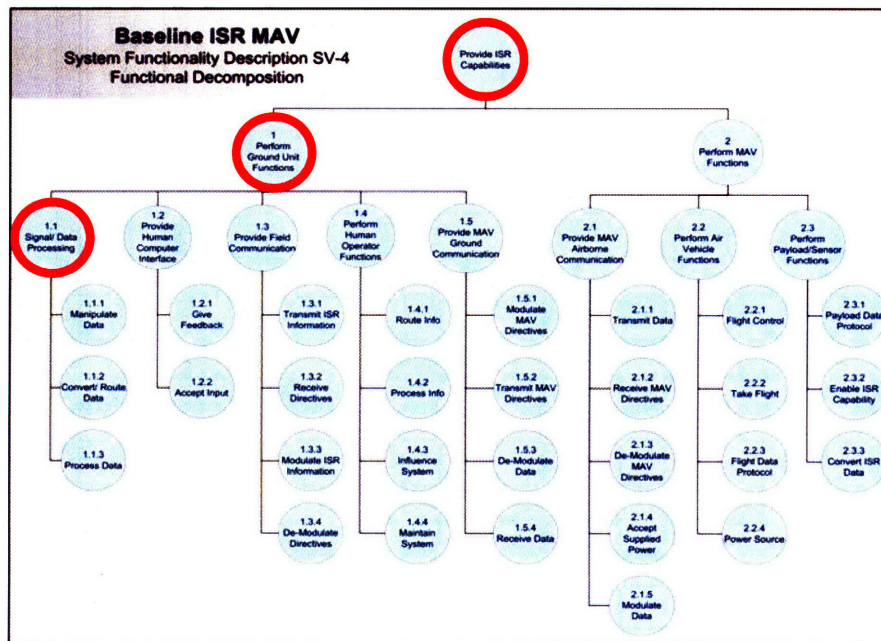 Baseline ISR MAV
System Functionality Description SV-4
Functional Decomposition
Provide ISR
Capabilities
1
Perform
Ground Unit
Functions
2
Perform MAV
Functions
1.1
Signal/ Data
Processing
1.2
Provide
Human
Computer
Interface
1.3
Provide Field
Communication
1.4
Perform
Human
Operator
Functions
1.5
Provide MAV
Ground
Communication
2.1
Provide MAV
Airborne
Communication
2.2
Perform Air
Vehicle
Functions
2.3
Perform
Payload/Sensor
Functions
1.1.1
Manipulate
Data
1.2.1
Give
Feedback
1.3.1
Transmit ISR
Information
1.4.1
Route Info
1.5.1
Modulate
MAV
Directives
2.1.1
Transmit Data
2.2.1
Flight Control
2.3.1
Payload Data
Protocol
1.1.2
Convert/ Route
Data
1.2.2
Accept Input
1.3.2
Receive
Directives
1.4.2
Process Info
1.5.2
Transmit MAV
Directives
2.1.2
Receive MAV
Directives
2.2.2
Take Flight
2.3.2
Enable ISR
Capability
1.1.3
Process Data
1.3.3
Modulate ISR
Information
1.4.3
Influence
System
1.5.3
De-Modulate
Data
2.1.3
De-Modulate
MAV
Directives
2.2.3
Flight Data
Protocol
2.3.3
Convert ISR
Data
1.3.4
De-Modulate
Directives
1.4.4
Maintain
System
1.5.4
Receive Data
2.1.4
Accept
Supplied
Power
2.2.4
Power Source
2.1.5
Modulate
Data